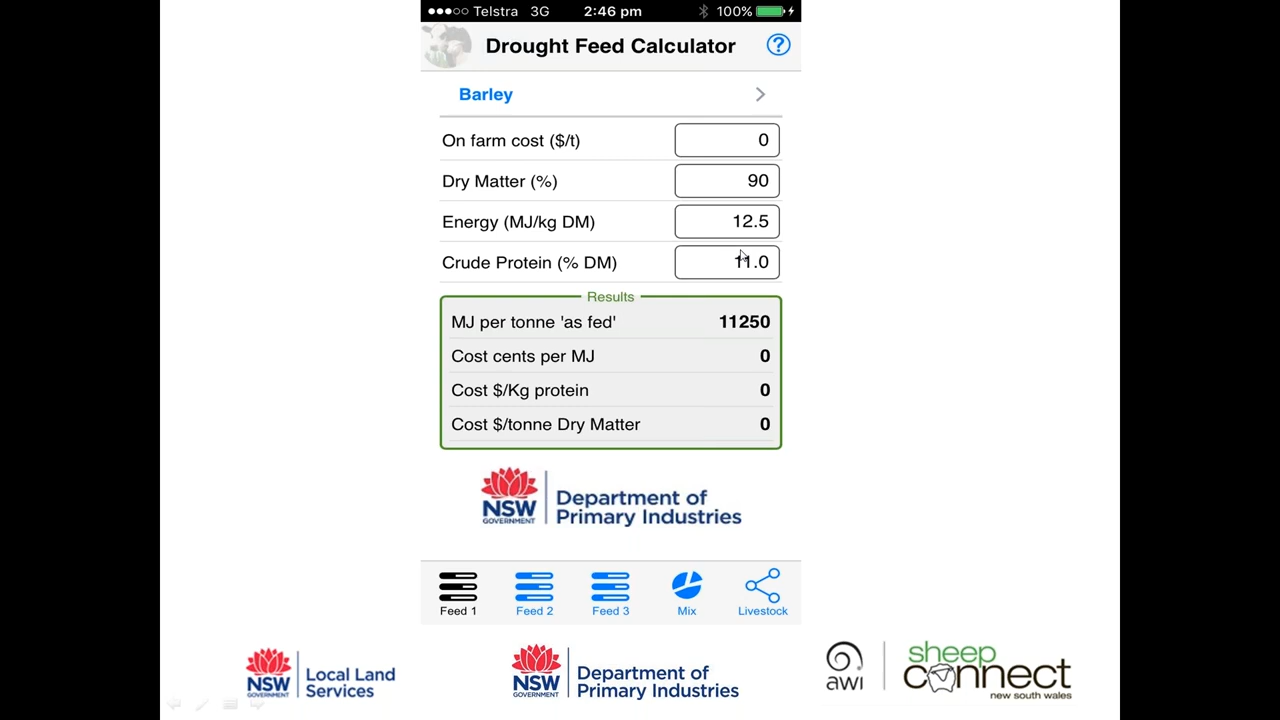 Telstra 3G 2:46 pm 100%
Drought Feed Calculator ?
Barley
On farm cost ($/t) 0
Dry Matter (%) 90
Energy (MJ/kg DM) 12.5
Crude Protein (% DM) 11.0
Results
MJ per tonne 'as fed' 11250
Cost cents per MJ 0
Cost $/Kg protein 0
Cost $/tonne Dry Matter 0
NSW
GOVERNMENT
Department of
Primary Industries
Feed 1 Feed 2 Feed 3 Mix Livestock
NSW
GOVERNMENT
Local Land
Services
NSW
GOVERNMENT
Department of
Primary Industries
awi
sheep
connect
new south wales